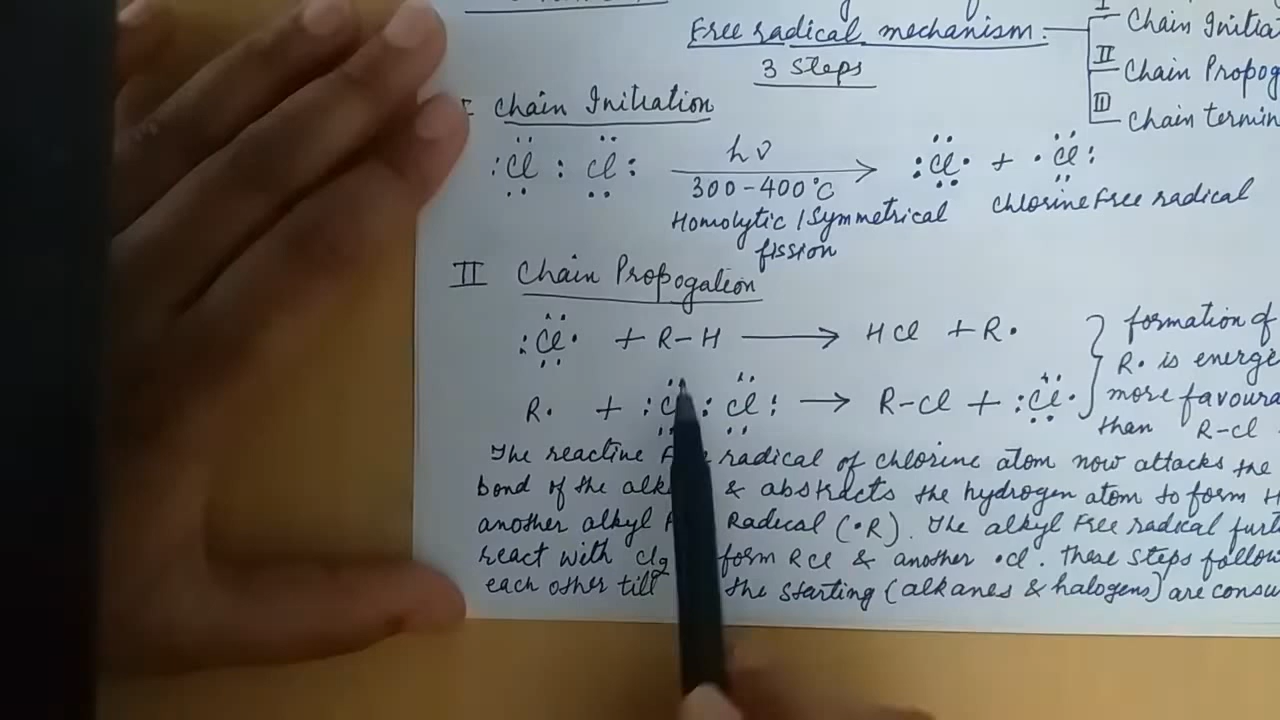 Free radical mechanism.
3 Steps
I Chain Initia
II Chain Propog
III Chain termin
I Chain Initiation
:Cl : Cl: hν 300-400°C → :Cl· + ·Cl:
Homolytic / Symmetrical fission
Chlorine Free radical
II Chain Propogation
:Cl· + R-H → HCl + R·
R· + :Cl : Cl: → R-Cl + :Cl·
formation of
R· is energe
more favoura
than R-Cl
The reactive radical of chlorine atom now attacks the
bond of the alk & abstracts the hydrogen atom to form H
another alkyl Radical (·R). The alkyl Free radical furt
react with Cl2 form RCl & another ·Cl. These steps follow
each other till the starting (alkanes & halogens) are consu